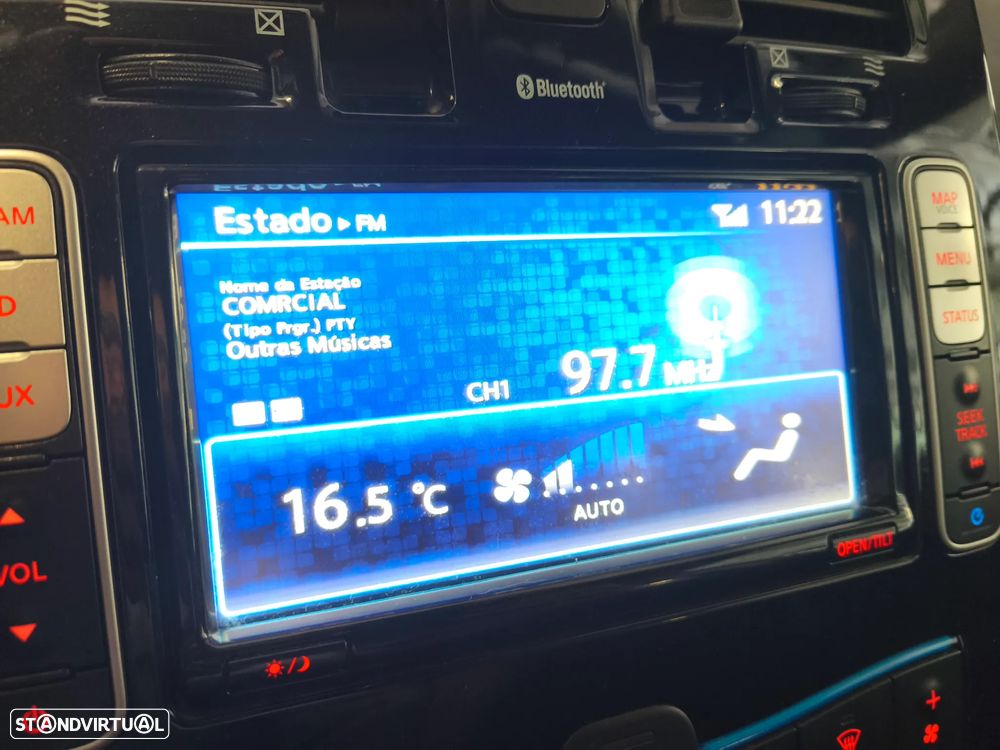 Bluetooth®
AM
D
UX
VOL
Estado ▸ FM
11:22
Nome da Estação
COMRCIAL
(Tipo Prgr.) PTY
Outras Músicas
CH1
97.7 MHz
16.5 °C
AUTO
MAP
VOICE
MENU
STATUS
SEEK
TRACK
OPEN/TILT
STANDVIRTUAL